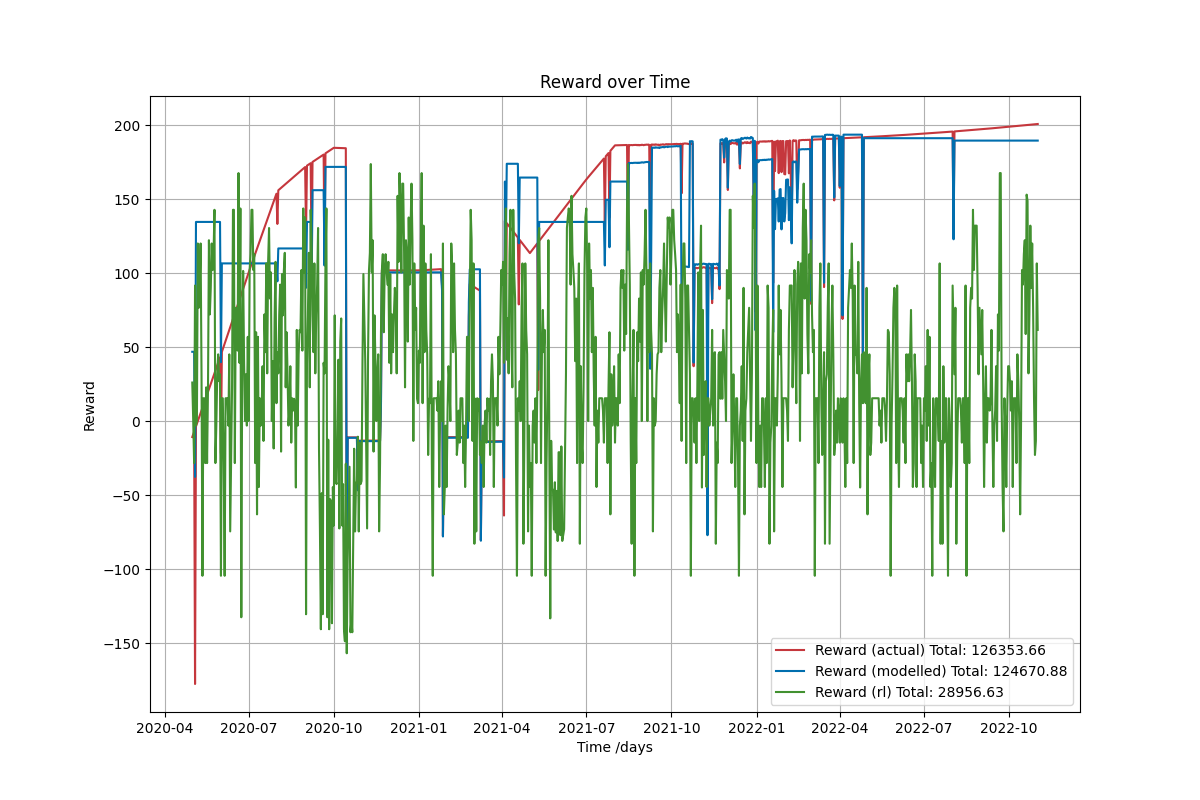 Reward over Time
200
150
100
50
0
−50
−100
−150
Reward
2020-04 2020-07 2020-10 2021-01 2021-04 2021-07 2021-10 2022-01 2022-04 2022-07 2022-10
Time /days
Reward (actual) Total: 126353.66
Reward (modelled) Total: 124670.88
Reward (rl) Total: 28956.63